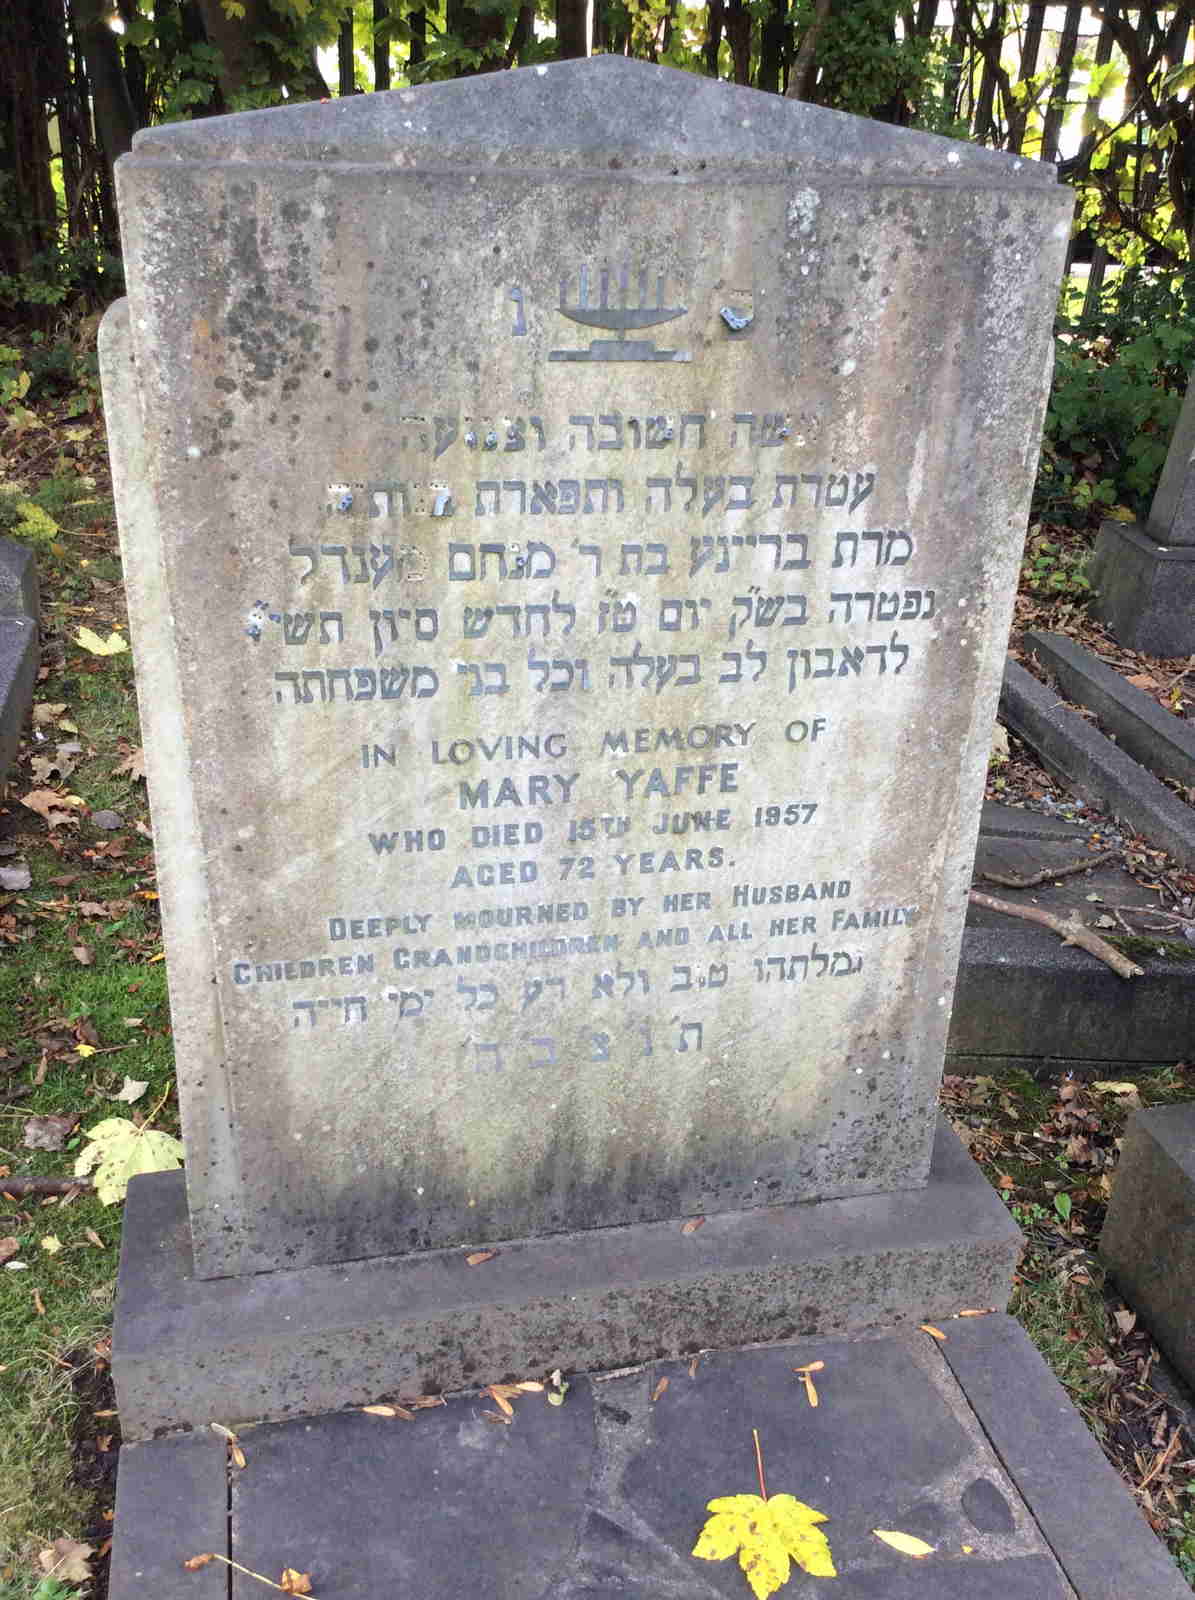 פ נ
אשה חשובה וצנועה
עטרת בעלה ותפארת
מרת בריינע בת ר' מנחם מענדל
נפטרה בש"ק יום ט"ז לחדש סיון תשי"ז
לדאבון לב בעלה וכל בני משפחתה
IN LOVING MEMORY OF
MARY YAFFE
WHO DIED 15TH JUNE 1957
AGED 72 YEARS.
DEEPLY MOURNED BY HER HUSBAND
CHILDREN GRANDCHILDREN AND ALL HER FAMILY
גמלתהו טוב ולא רע כל ימי חייה
ת' נ' צ' ב' ה'